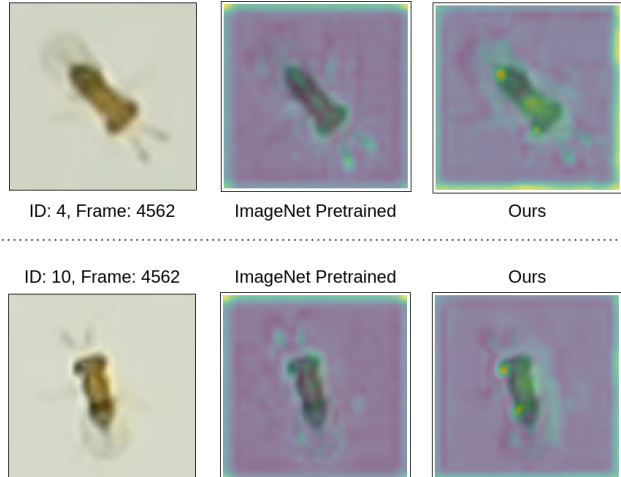 ID: 4, Frame: 4562
ImageNet Pretrained
Ours
ID: 10, Frame: 4562
ImageNet Pretrained
Ours